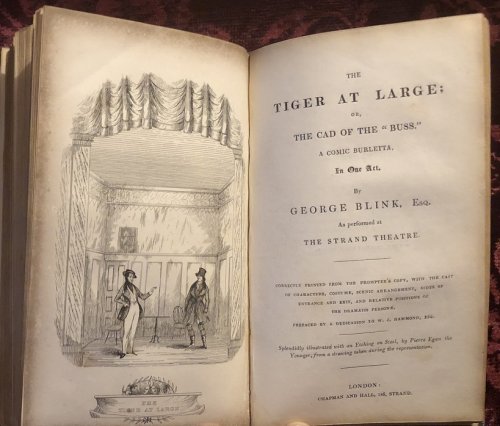 THE
TIGER AT LARGE
THE
TIGER AT LARGE;
OR,
THE CAD OF THE "BUSS."
A COMIC BURLETTA,
In One Act.
By
GEORGE BLINK, ESQ.
As performed at
THE STRAND THEATRE.
CORRECTLY PRINTED FROM THE PROMPTER'S COPY, WITH THE CAST
OF CHARACTERS, COSTUME, SCENIC ARRANGEMENT, SIDES OF
ENTRANCE AND EXIT, AND RELATIVE POSITIONS OF
THE DRAMATIS PERSONÆ.
PREFACED BY A DEDICATION TO W. J. HAMMOND, ESQ.
Splendidly illustrated with an Etching on Steel, by Pierce Egan the
Younger; from a drawing taken during the representation.
LONDON:
CHAPMAN AND HALL, 186, STRAND.